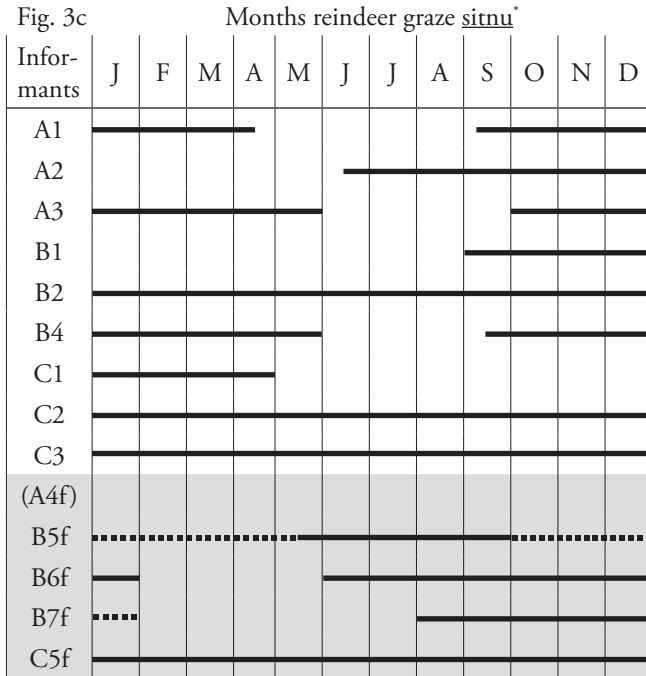 Fig. 3c Months reindeer graze sitnu*
Infor-
mants J F M A M J J A S O N D
A1
A2
A3
B1
B2
B4
C1
C2
C3
(A4f)
B5f
B6f
B7f
C5f